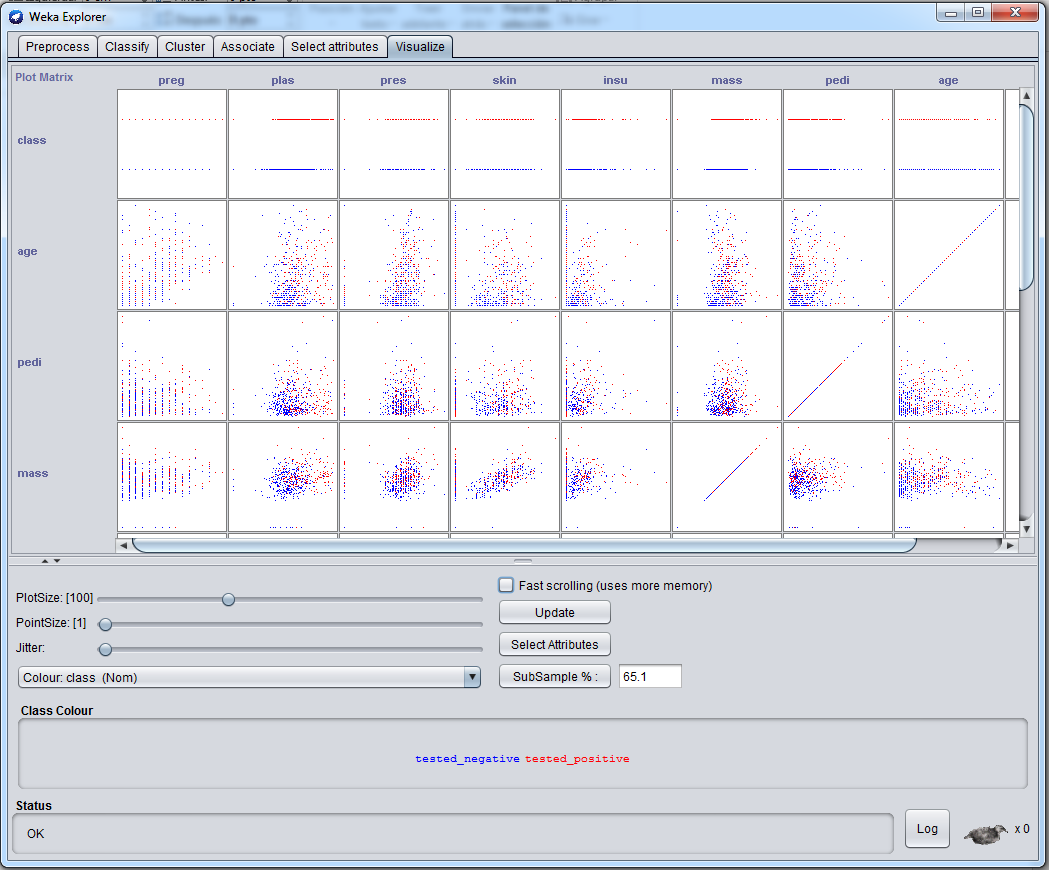 Weka Explorer
Preprocess Classify Cluster Associate Select attributes Visualize
Plot Matrix preg plas pres skin insu mass pedi age
class
age
pedi
mass
PlotSize: [100]
Fast scrolling (uses more memory)
Update
PointSize: [1]
Jitter:
Select Attributes
Colour: class (Nom)
SubSample % : 65.1
Class Colour
tested_negative tested_positive
Status
OK
Log
x 0